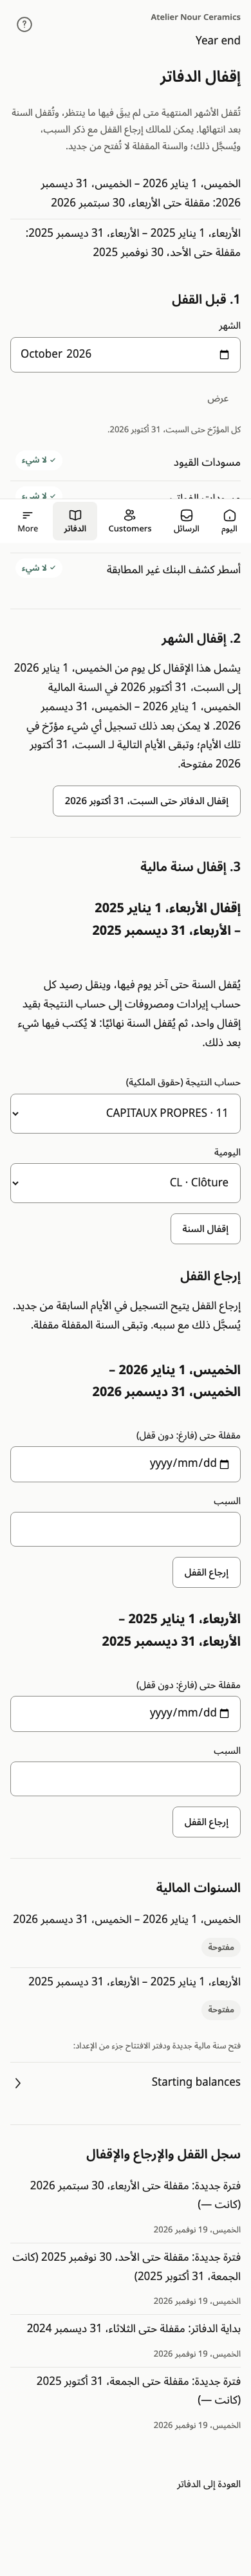 Atelier Nour Ceramics
Year end
إقفال الدفاتر
تُقفل الأشهر المنتهية متى لم يبقَ فيها ما ينتظر، وتُقفل السنة
بعد انتهائها. يمكن للمالك إرجاع القفل مع ذكر السبب،
ويُسجَّل ذلك؛ والسنة المقفلة لا تُفتح من جديد.
الخميس، 1 يناير 2026 – الخميس، 31 ديسمبر
2026: مقفلة حتى الأربعاء، 30 سبتمبر 2026
الأربعاء، 1 يناير 2025 – الأربعاء، 31 ديسمبر 2025:
مقفلة حتى الأحد، 30 نوفمبر 2025
1. قبل القفل
الشهر
October 2026
عرض
كل المؤرّخ حتى السبت، 31 أكتوبر 2026.
مسودات القيود
لا شيء
لا شيء
اليوم
الرسائل
Customers
الدفاتر
More
أسطر كشف البنك غير المطابقة
لا شيء
2. إقفال الشهر
يشمل هذا الإقفال كل يوم من الخميس، 1 يناير 2026
إلى السبت، 31 أكتوبر 2026 في السنة المالية
الخميس، 1 يناير 2026 – الخميس، 31 ديسمبر
2026. لا يمكن بعد ذلك تسجيل أي شيء مؤرّخ في
تلك الأيام؛ وتبقى الأيام التالية لـ السبت، 31 أكتوبر
2026 مفتوحة.
إقفال الدفاتر حتى السبت، 31 أكتوبر 2026
3. إقفال سنة مالية
إقفال الأربعاء، 1 يناير 2025
– الأربعاء، 31 ديسمبر 2025
يُقفل السنة حتى آخر يوم فيها، وينقل رصيد كل
حساب إيرادات ومصروفات إلى حساب النتيجة بقيد
إقفال واحد، ثم يُقفل السنة نهائيًا: لا يُكتب فيها شيء
بعد ذلك.
حساب النتيجة (حقوق الملكية)
11 · CAPITAUX PROPRES
اليومية
CL · Clôture
إقفال السنة
إرجاع القفل
إرجاع القفل يتيح التسجيل في الأيام السابقة من جديد.
يُسجَّل ذلك مع سببه. وتبقى السنة المقفلة مقفلة.
الخميس، 1 يناير 2026 –
الخميس، 31 ديسمبر 2026
مقفلة حتى (فارغ: دون قفل)
yyyy/mm/dd
السبب
إرجاع القفل
الأربعاء، 1 يناير 2025 –
الأربعاء، 31 ديسمبر 2025
مقفلة حتى (فارغ: دون قفل)
yyyy/mm/dd
السبب
إرجاع القفل
السنوات المالية
الخميس، 1 يناير 2026 – الخميس، 31 ديسمبر 2026
مفتوحة
الأربعاء، 1 يناير 2025 – الأربعاء، 31 ديسمبر 2025
مفتوحة
فتح سنة مالية جديدة ودفتر الافتتاح جزء من الإعداد:
Starting balances
سجل القفل والإرجاع والإقفال
فترة جديدة: مقفلة حتى الأربعاء، 30 سبتمبر 2026
(كانت —)
الخميس، 19 نوفمبر 2026
فترة جديدة: مقفلة حتى الأحد، 30 نوفمبر 2025 (كانت
الجمعة، 31 أكتوبر 2025)
الخميس، 19 نوفمبر 2026
بداية الدفاتر: مقفلة حتى الثلاثاء، 31 ديسمبر 2024
الخميس، 19 نوفمبر 2026
فترة جديدة: مقفلة حتى الجمعة، 31 أكتوبر 2025
(كانت —)
الخميس، 19 نوفمبر 2026
العودة إلى الدفاتر